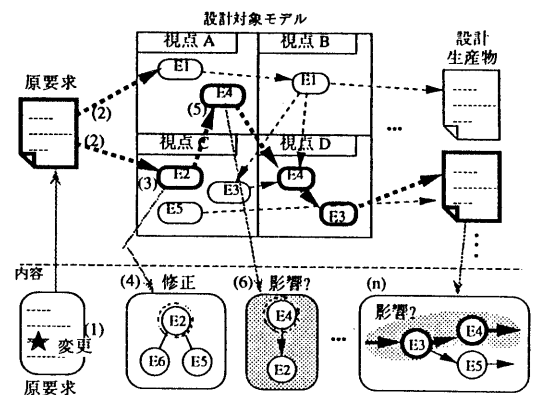 設計対象モデル
視点 A
視点 B
設計
生産物
原要求
E1
E1
(2)
E4
(5)
...
(2)
視点 C
視点 D
(3)
E2
E3
E4
E5
E3
内容
(4) 修正
(6) 影響?
(n)
(1)
変更
E2
E6
E5
E4
E2
...
影響?
E3
E4
E5
原要求